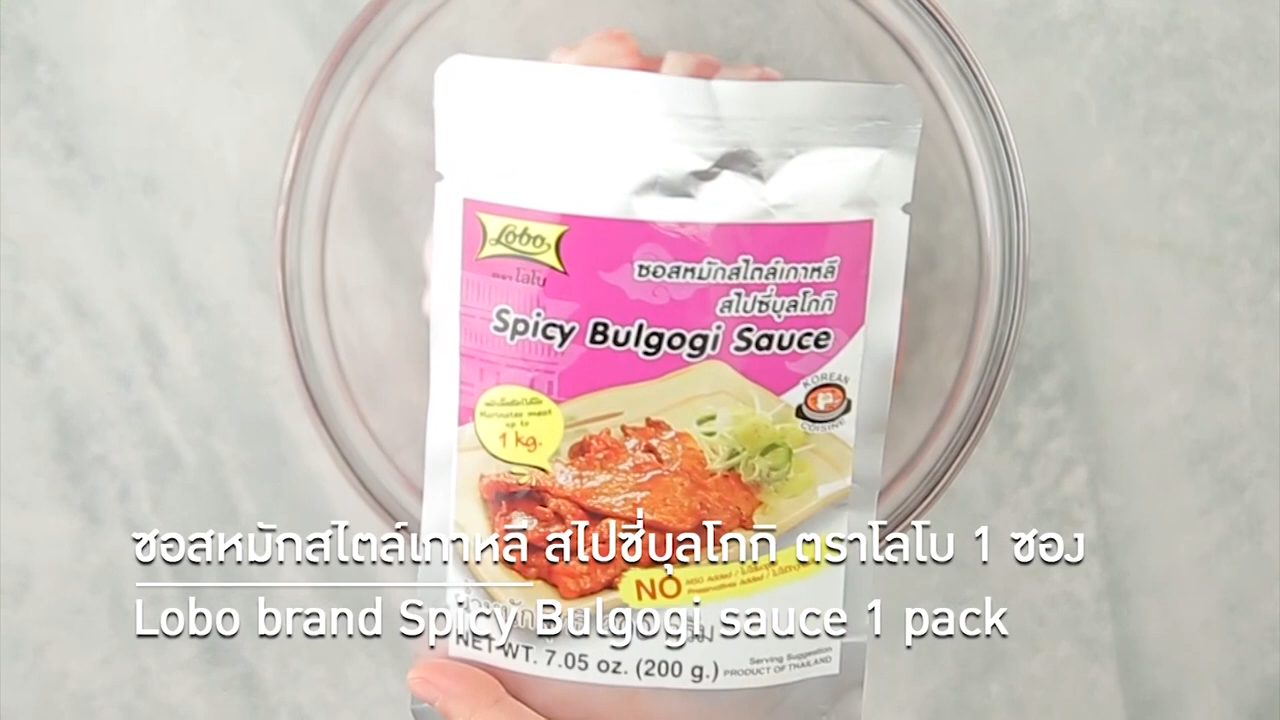 Lobo
ตราโลโบ
ซอสหมักสไตล์เกาหลี
สไปซี่บุลโกกิ
Spicy Bulgogi Sauce
KOREAN
CUISINE
Marinates meat
up to
1 kg.
ซอสหมักสไตล์เกาหลี สไปซี่บุลโกกิ ตราโลโบ 1 ซอง
NO MSG Added
Preservatives Added
Lobo brand Spicy Bulgogi sauce 1 pack
NET WT. 7.05 oz. (200 g.)
Serving Suggestion
PRODUCT OF THAILAND